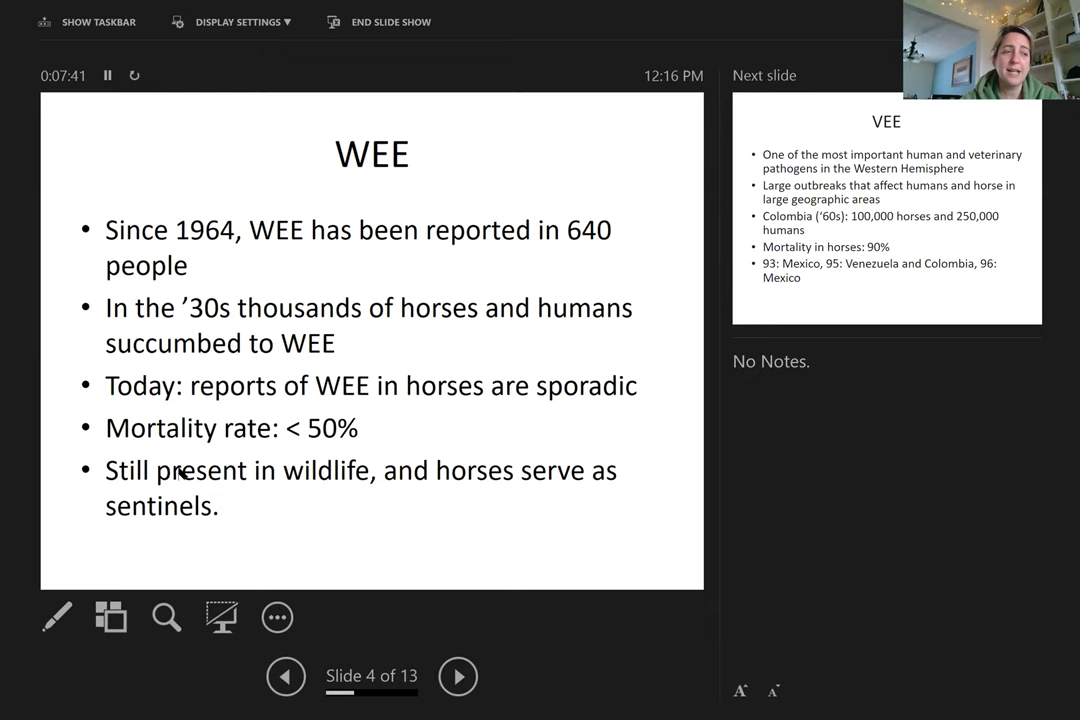 SHOW TASKBAR
DISPLAY SETTINGS ▼
END SLIDE SHOW
0:07:41
12:16 PM
WEE
• Since 1964, WEE has been reported in 640
people
• In the ’30s thousands of horses and humans
succumbed to WEE
• Today: reports of WEE in horses are sporadic
• Mortality rate: < 50%
• Still present in wildlife, and horses serve as
sentinels.
Slide 4 of 13
Next slide
VEE
• One of the most important human and veterinary
pathogens in the Western Hemisphere
• Large outbreaks that affect humans and horse in
large geographic areas
• Colombia (‘60s): 100,000 horses and 250,000
humans
• Mortality in horses: 90%
• 93: Mexico, 95: Venezuela and Colombia, 96:
Mexico
No Notes.
A A